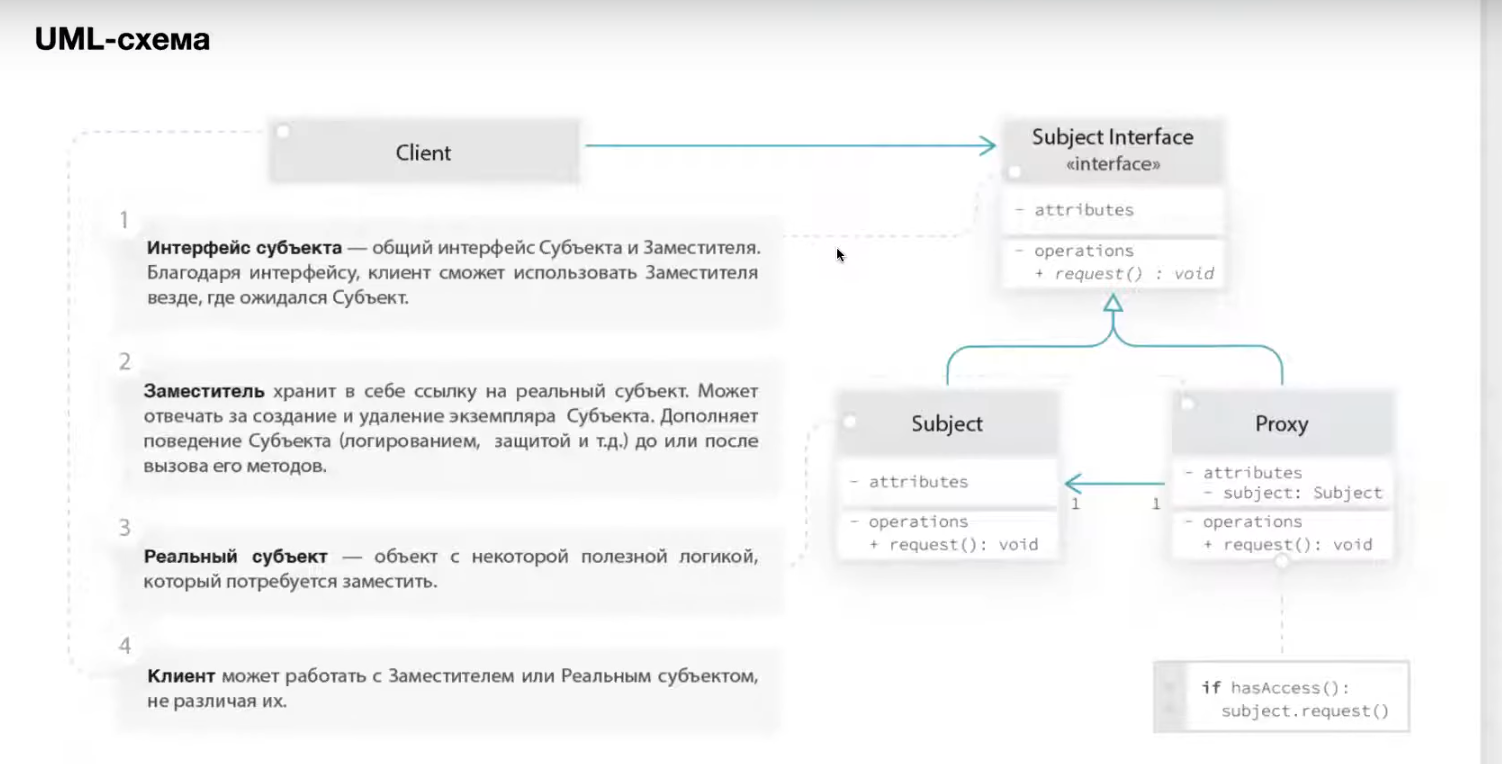 UML-схема
Client
Subject Interface
«interface»
- attributes
- operations
+ request() : void
1
Интерфейс субъекта — общий интерфейс Субъекта и Заместителя.
Благодаря интерфейсу, клиент сможет использовать Заместителя
везде, где ожидался Субъект.
2
Заместитель хранит в себе ссылку на реальный субъект. Может
отвечать за создание и удаление экземпляра Субъекта. Дополняет
поведение Субъекта (логированием, защитой и т.д.) до или после
вызова его методов.
3
Реальный субъект — объект с некоторой полезной логикой,
который потребуется заместить.
4
Клиент может работать с Заместителем или Реальным субъектом,
не различая их.
Subject
- attributes
- operations
+ request(): void
1
1
Proxy
- attributes
- subject: Subject
- operations
+ request(): void
if hasAccess():
subject.request()